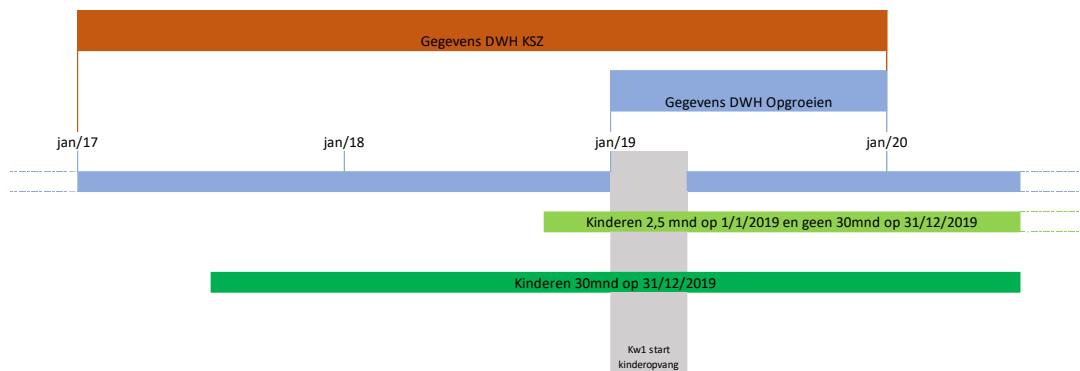 Gegevens DWH KSZ
Gegevens DWH Opgroeien
jan/17
jan/18
jan/19
jan/20
Kinderen 2,5 mnd op 1/1/2019 en geen 30mnd op 31/12/2019
Kinderen 30mnd op 31/12/2019
Kw1 start
kinderopvang